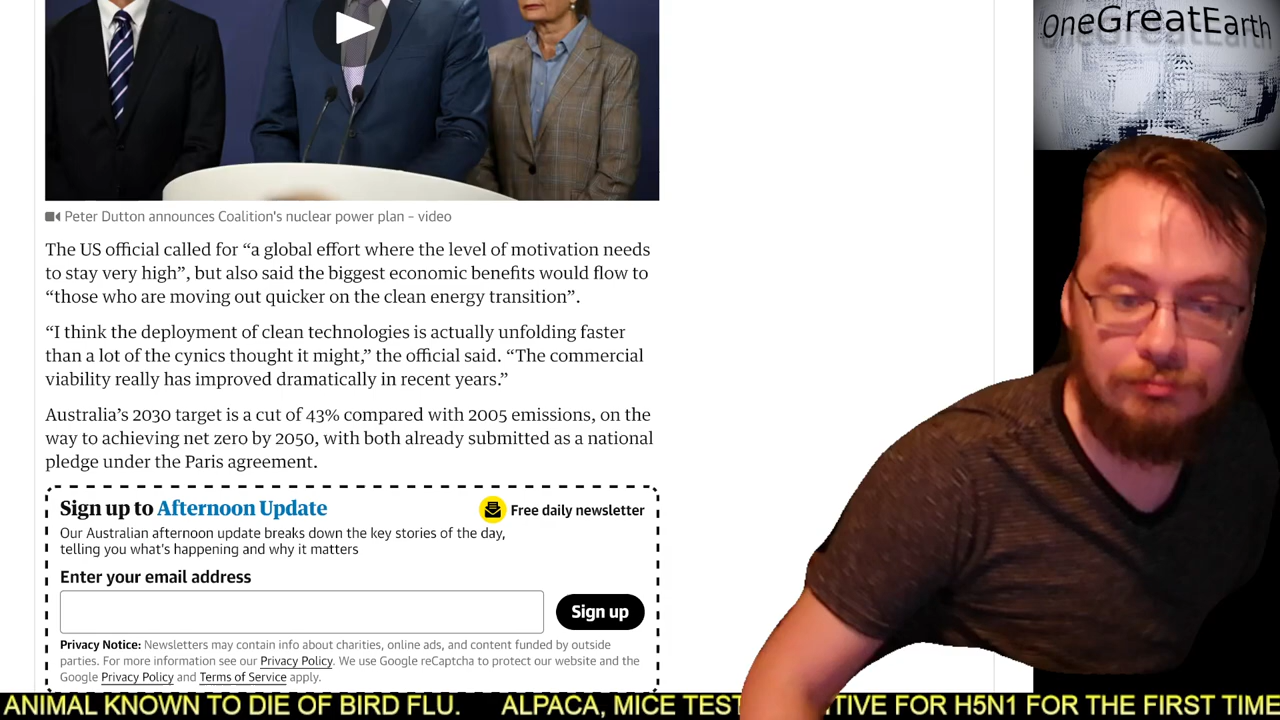 OneGreatEarth
Peter Dutton announces Coalition's nuclear power plan – video
The US official called for “a global effort where the level of motivation needs
to stay very high”, but also said the biggest economic benefits would flow to
“those who are moving out quicker on the clean energy transition”.
“I think the deployment of clean technologies is actually unfolding faster
than a lot of the cynics thought it might,” the official said. “The commercial
viability really has improved dramatically in recent years.”
Australia’s 2030 target is a cut of 43% compared with 2005 emissions, on the
way to achieving net zero by 2050, with both already submitted as a national
pledge under the Paris agreement.
Sign up to Afternoon Update
Free daily newsletter
Our Australian afternoon update breaks down the key stories of the day,
telling you what’s happening and why it matters
Enter your email address
Sign up
Privacy Notice: Newsletters may contain info about charities, online ads, and content funded by outside
parties. For more information see our Privacy Policy. We use Google reCaptcha to protect our website and the
Google Privacy Policy and Terms of Service apply.
ANIMAL KNOWN TO DIE OF BIRD FLU. ALPACA, MICE TEST TIVE FOR H5N1 FOR THE FIRST TIME